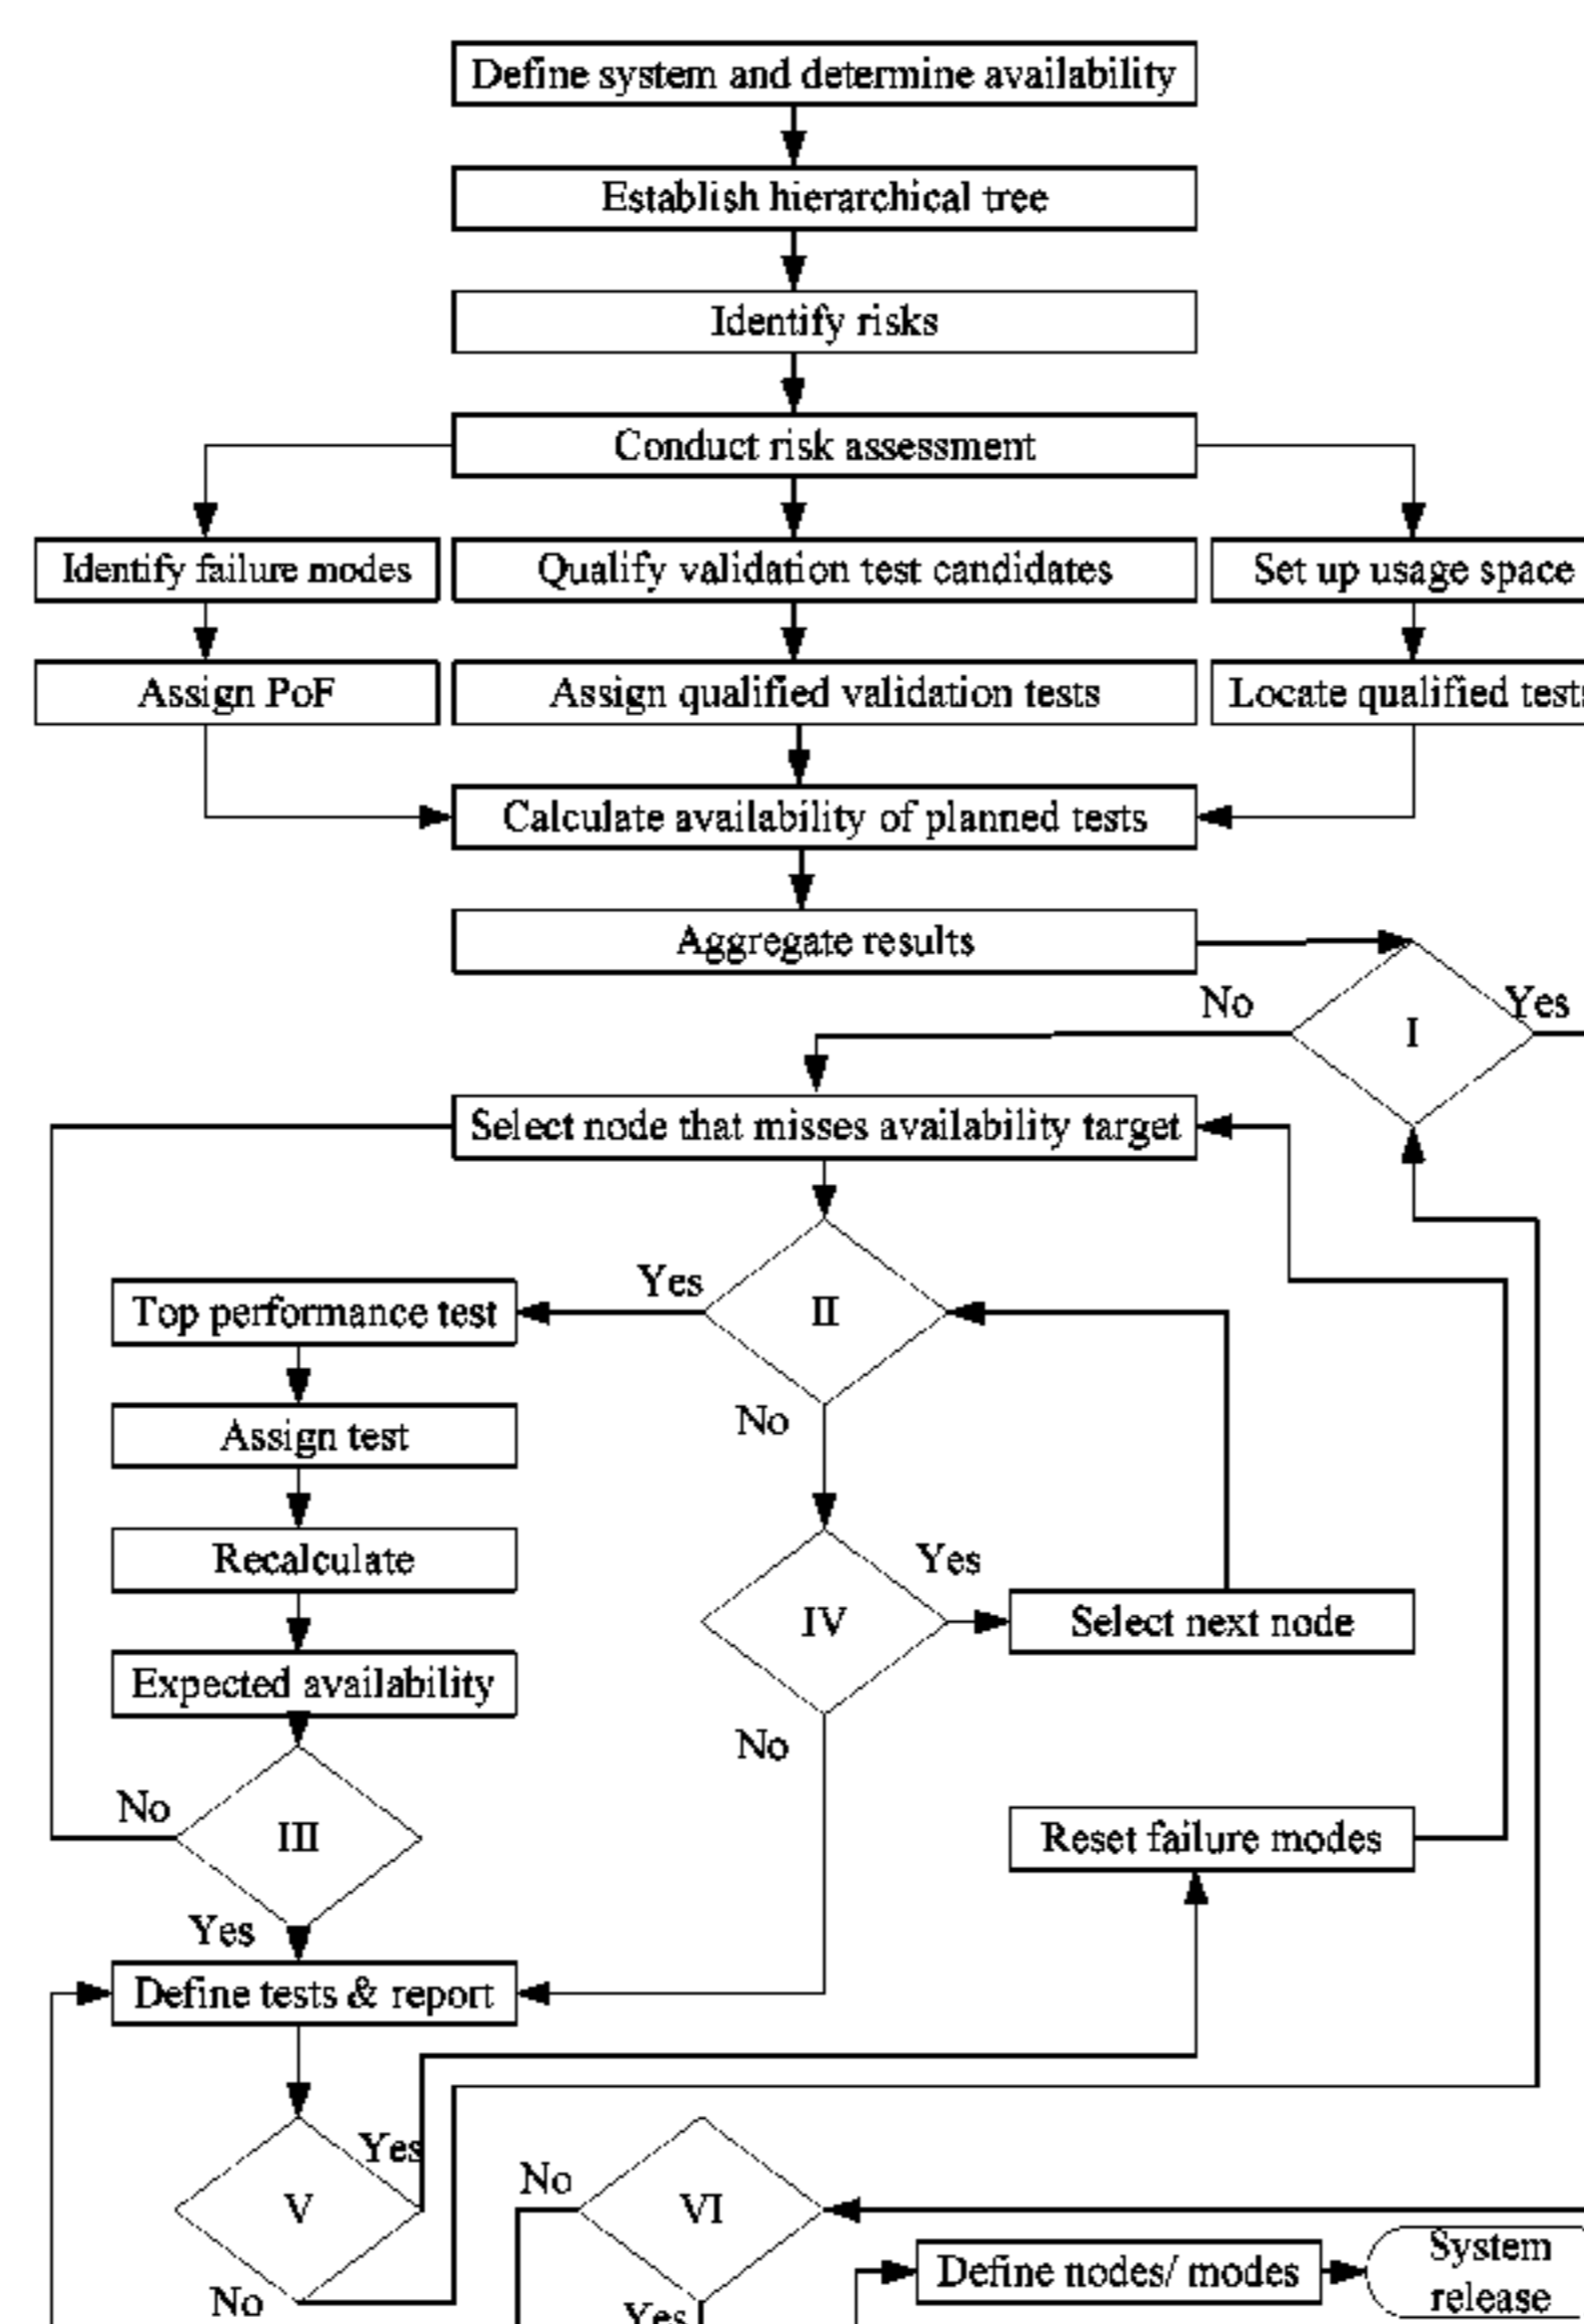 Define system and determine availability
Establish hierarchical tree
Identify risks
Conduct risk assessment
Identify failure modes
Qualify validation test candidates
Set up usage space
Assign PoF
Assign qualified validation tests
Locate qualified tests
Calculate availability of planned tests
Aggregate results
No
Yes
I
Select node that misses availability target
Yes
Top performance test
II
No
Assign test
Recalculate
Yes
IV
Select next node
Expected availability
No
No
III
Reset failure modes
Yes
Define tests & report
Yes
V
No
No
VI
Yes
Define nodes/ modes
System
release